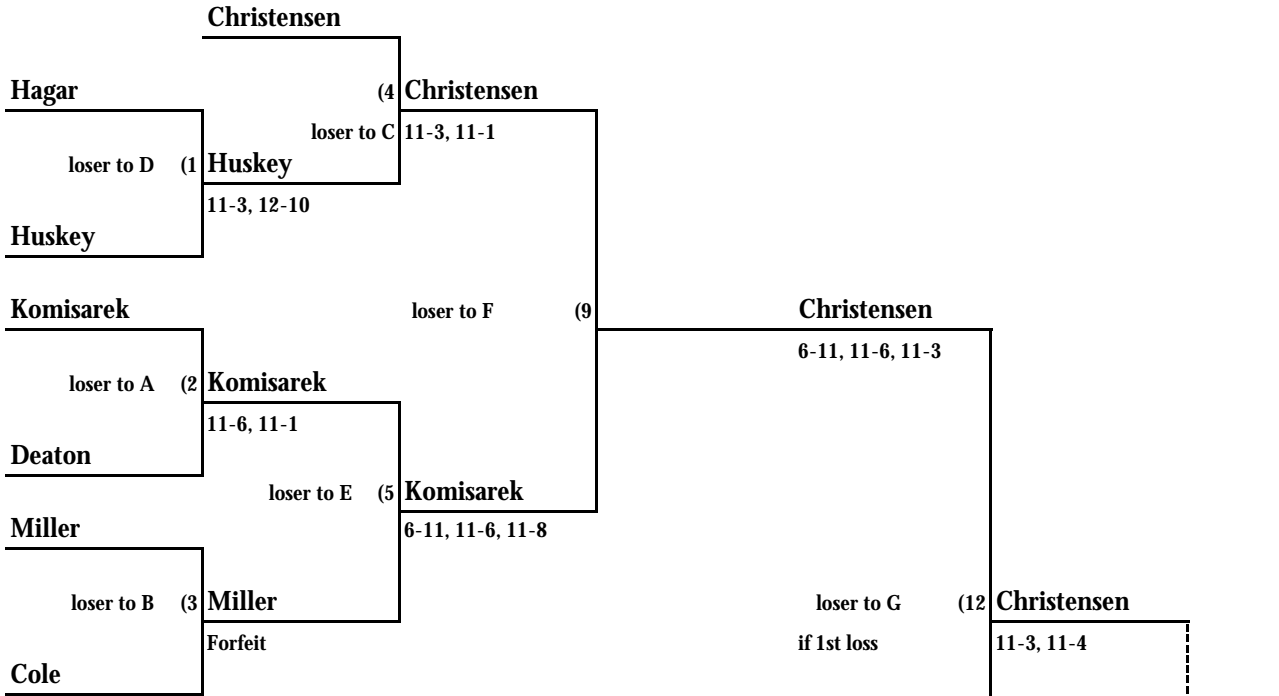 Christensen
Hagar
(4 Christensen
loser to C 11-3, 11-1
loser to D (1 Huskey
11-3, 12-10
Huskey
Komisarek
loser to F (9 Christensen
6-11, 11-6, 11-3
loser to A (2 Komisarek
11-6, 11-1
Deaton
loser to E (5 Komisarek
6-11, 11-6, 11-8
Miller
loser to B (3 Miller
Forfeit
loser to G (12 Christensen
if 1st loss 11-3, 11-4
Cole